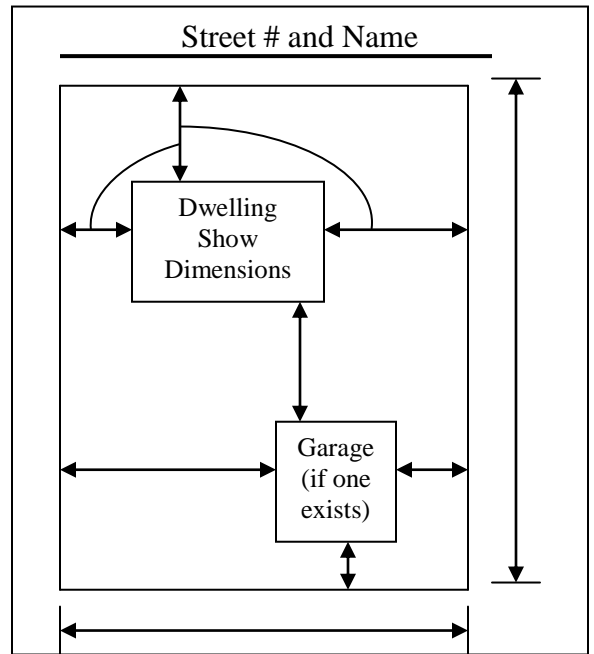 Street # and Name
Dwelling
Show
Dimensions
Garage
(if one
exists)